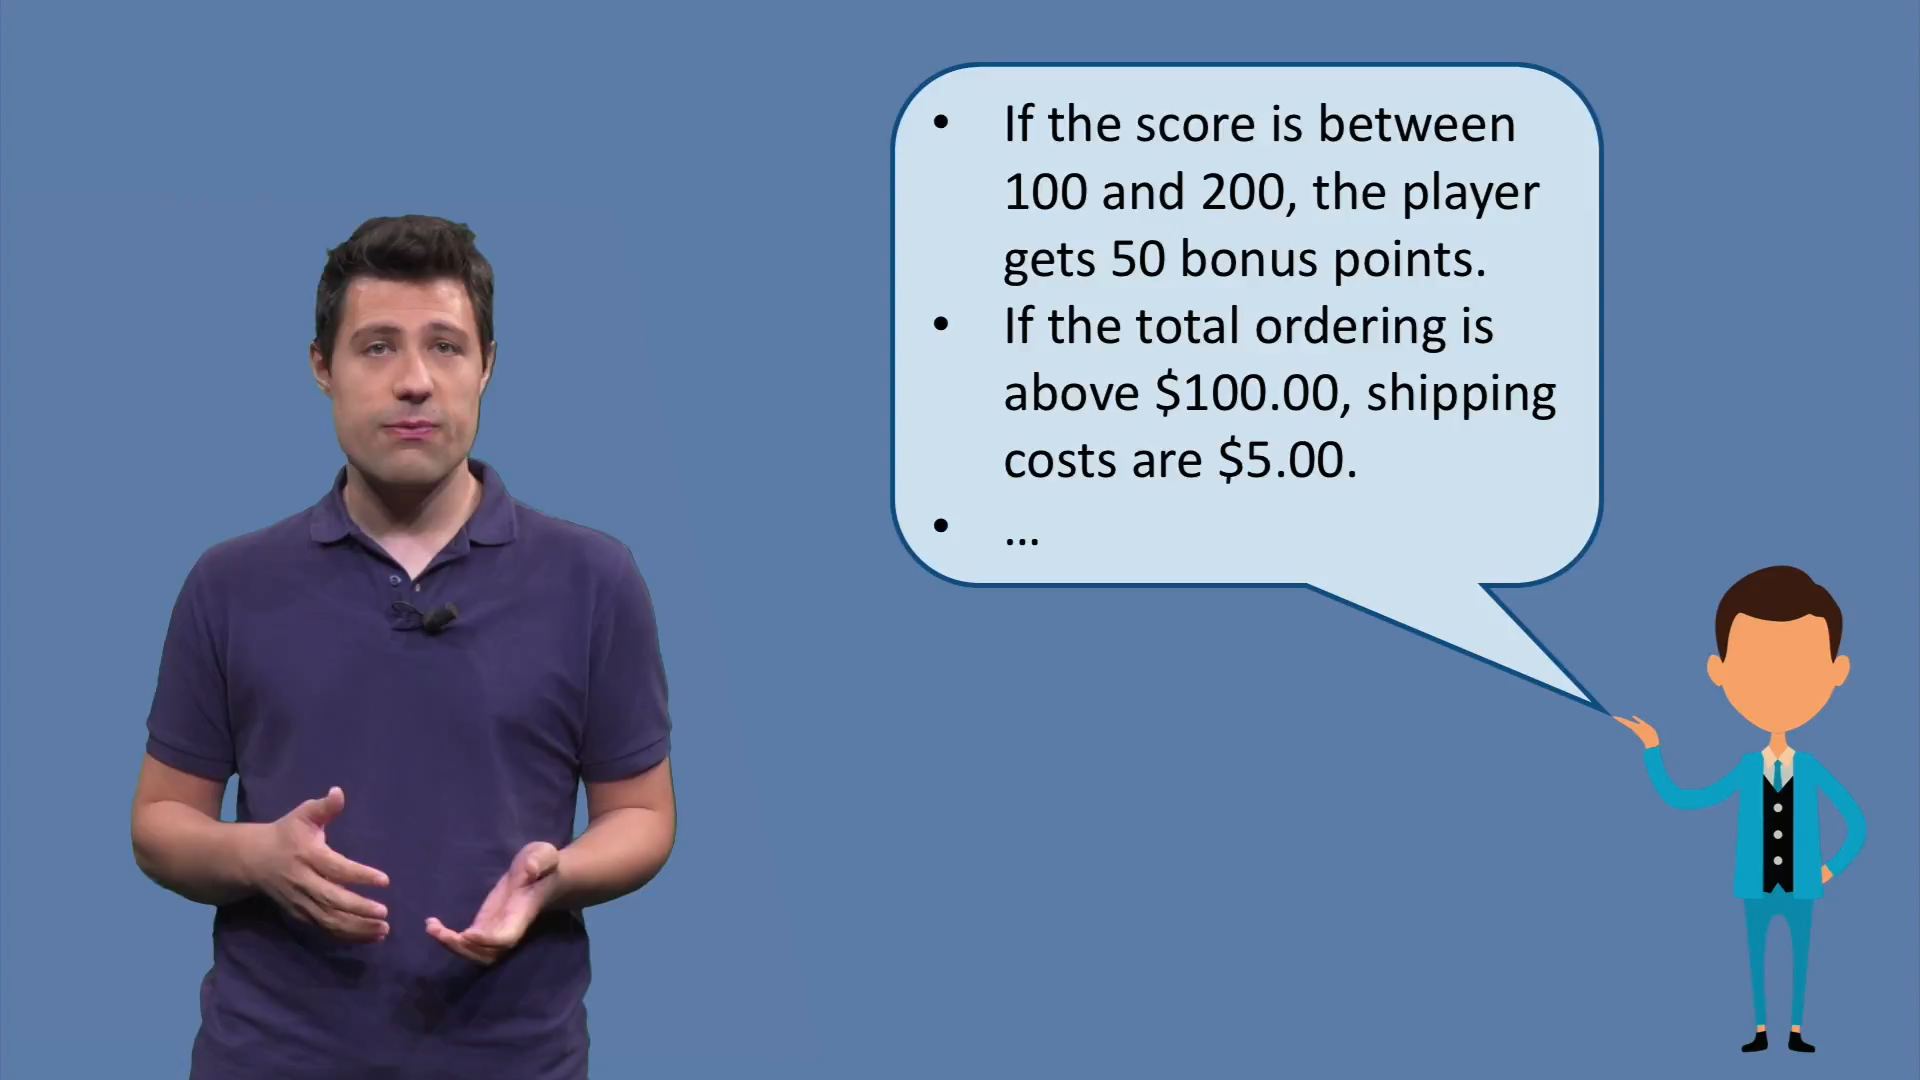 • If the score is between
100 and 200, the player
gets 50 bonus points.
• If the total ordering is
above $100.00, shipping
costs are $5.00.
• ...